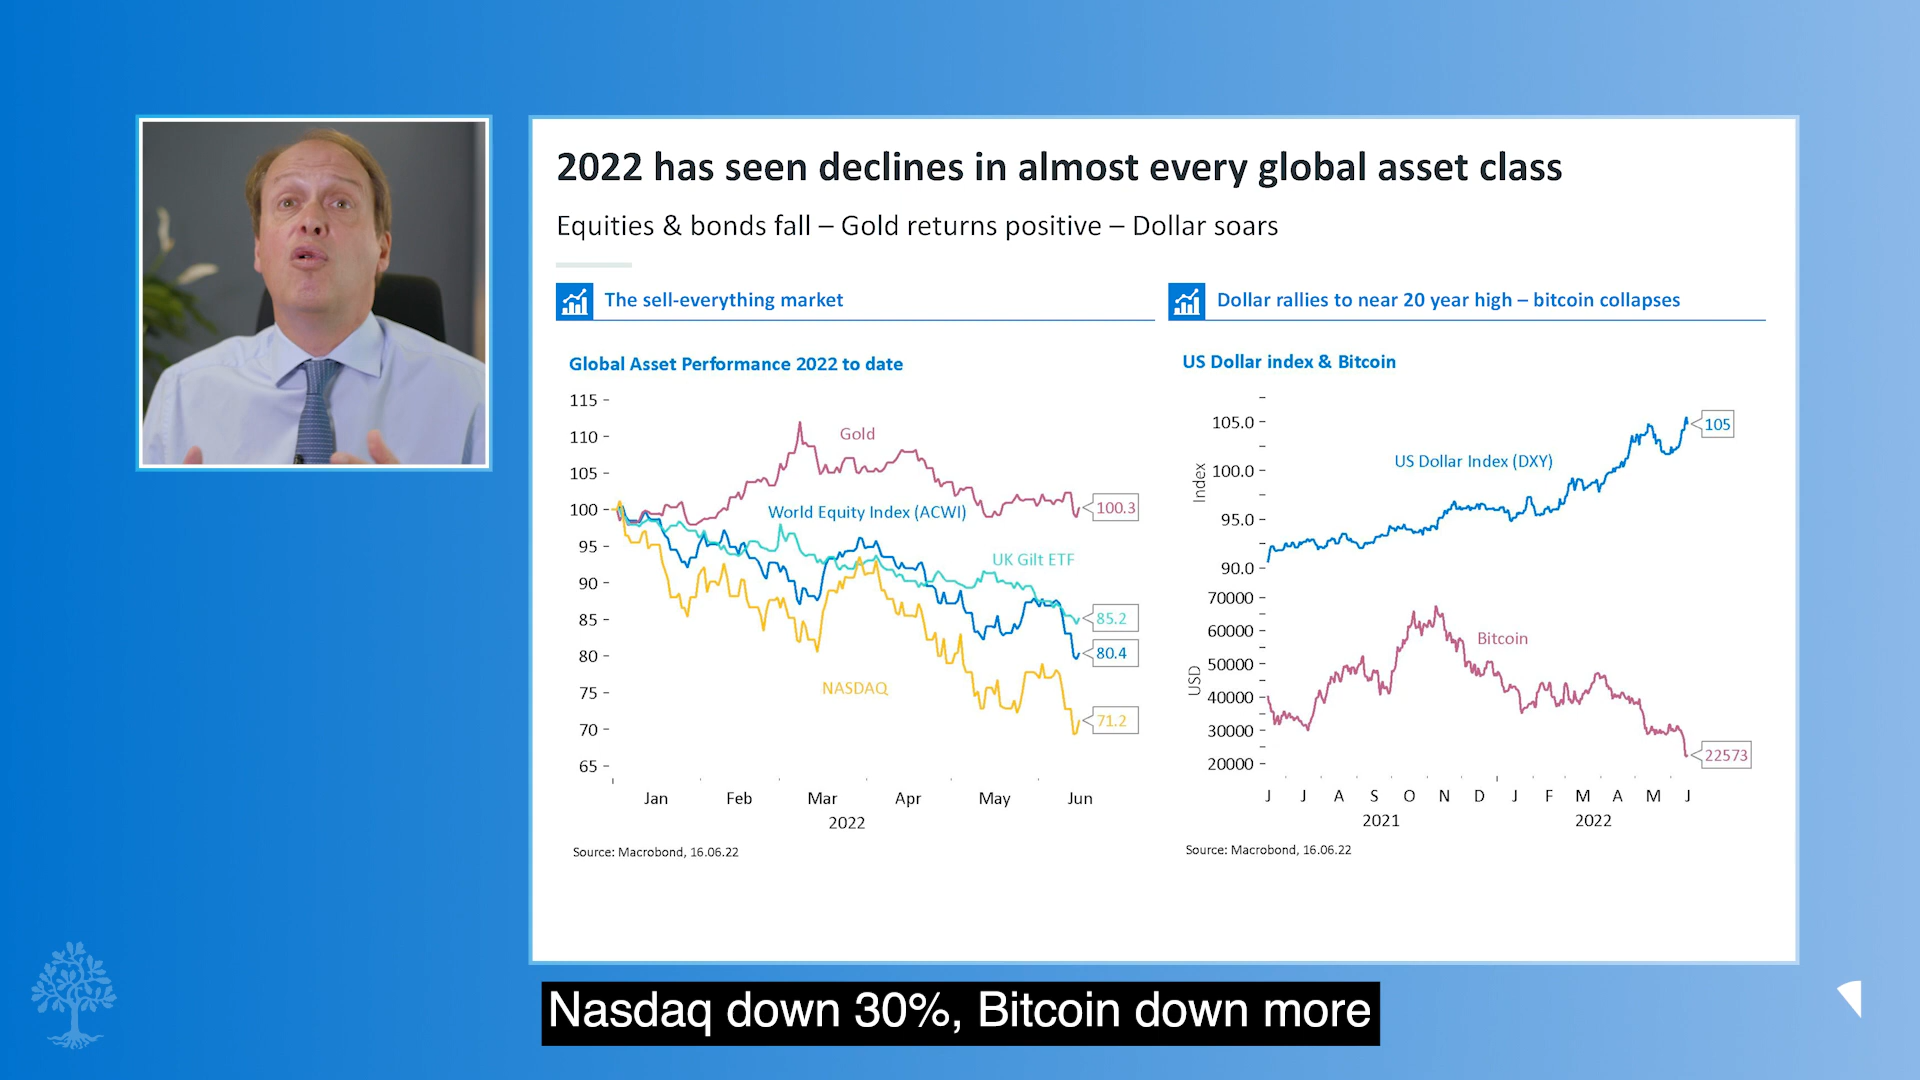 2022 has seen declines in almost every global asset class
Equities & bonds fall – Gold returns positive – Dollar soars
The sell-everything market
Global Asset Performance 2022 to date
115
110
105
100
95
90
85
80
75
70
65
Gold
World Equity Index (ACWI)
UK Gilt ETF
NASDAQ
100.3
85.2
80.4
71.2
Jan Feb Mar Apr May Jun
2022
Source: Macrobond, 16.06.22
Dollar rallies to near 20 year high – bitcoin collapses
US Dollar index & Bitcoin
Index
105.0
100.0
95.0
90.0
US Dollar Index (DXY)
105
USD
70000
60000
50000
40000
30000
20000
Bitcoin
22573
J J A S O N D J F M A M J
2021 2022
Source: Macrobond, 16.06.22
Nasdaq down 30%, Bitcoin down more